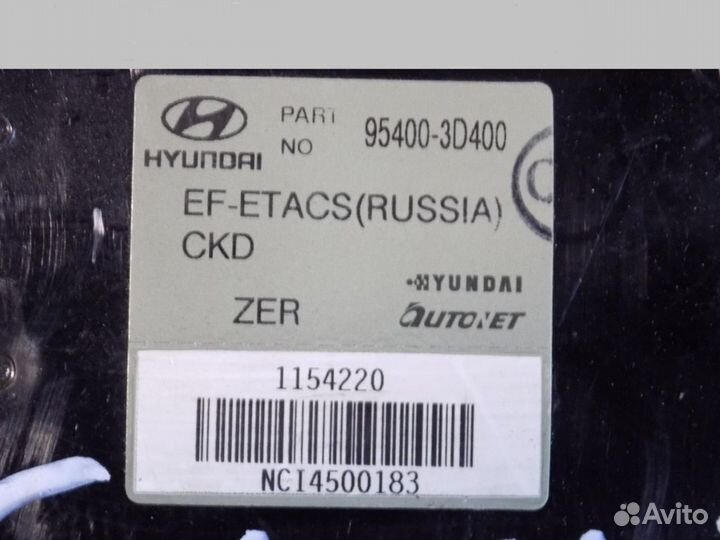 PART NO 95400-3D400
HYUNDAI
EF-ETACS(RUSSIA)
CKD
HYUNDAI
ZER AUTONET
1154220
NCI4500183
Avito